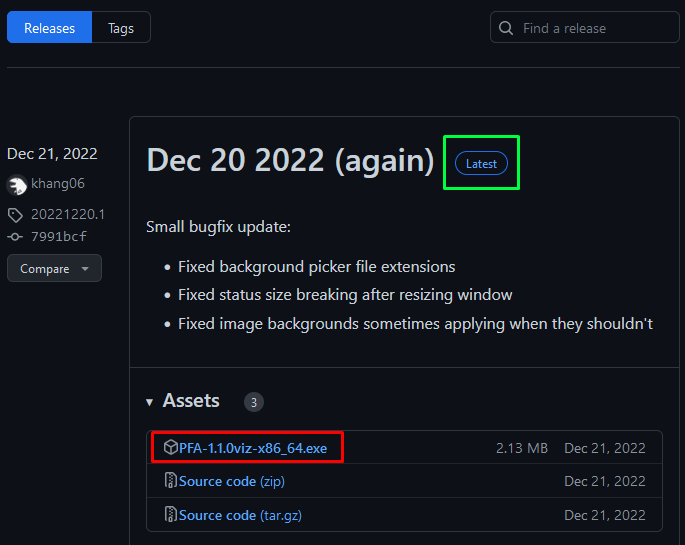 Releases
Tags
Find a release
Dec 21, 2022
khang06
20221220.1
7991bcf
Compare
Dec 20 2022 (again)
Latest
Small bugfix update:
• Fixed background picker file extensions
• Fixed status size breaking after resizing window
• Fixed image backgrounds sometimes applying when they shouldn't
Assets 3
PFA-1.1.0viz-x86_64.exe 2.13 MB Dec 21, 2022
Source code (zip) Dec 21, 2022
Source code (tar.gz) Dec 21, 2022